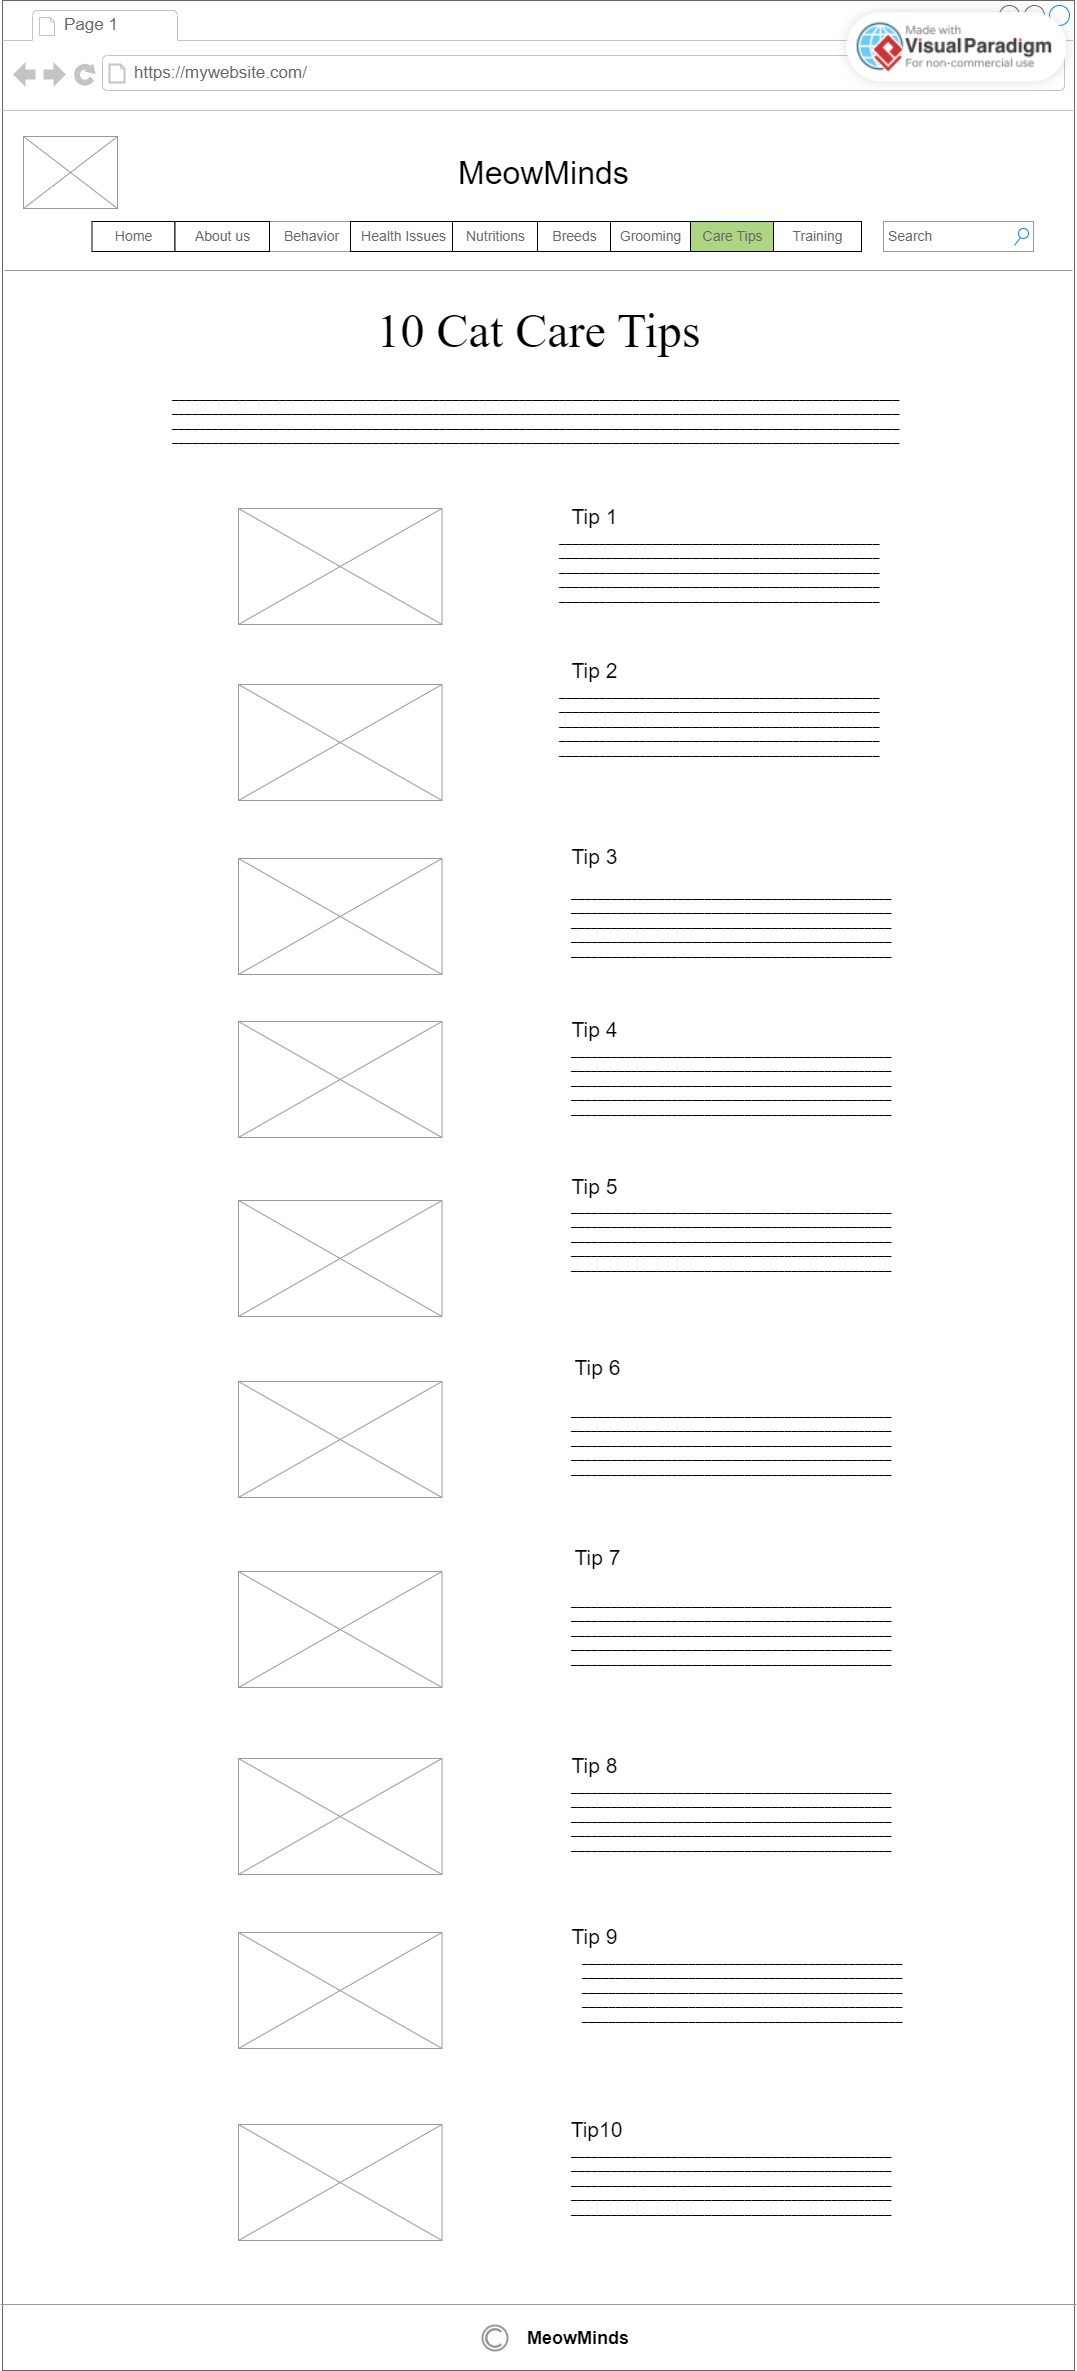 Page 1
Made with
Visual Paradigm
For non-commercial use
https://mywebsite.com/
MeowMinds
Home About us Behavior Health Issues Nutritions Breeds Grooming Care Tips Training Search
10 Cat Care Tips
Tip 1
Tip 2
Tip 3
Tip 4
Tip 5
Tip 6
Tip 7
Tip 8
Tip 9
Tip10
© MeowMinds